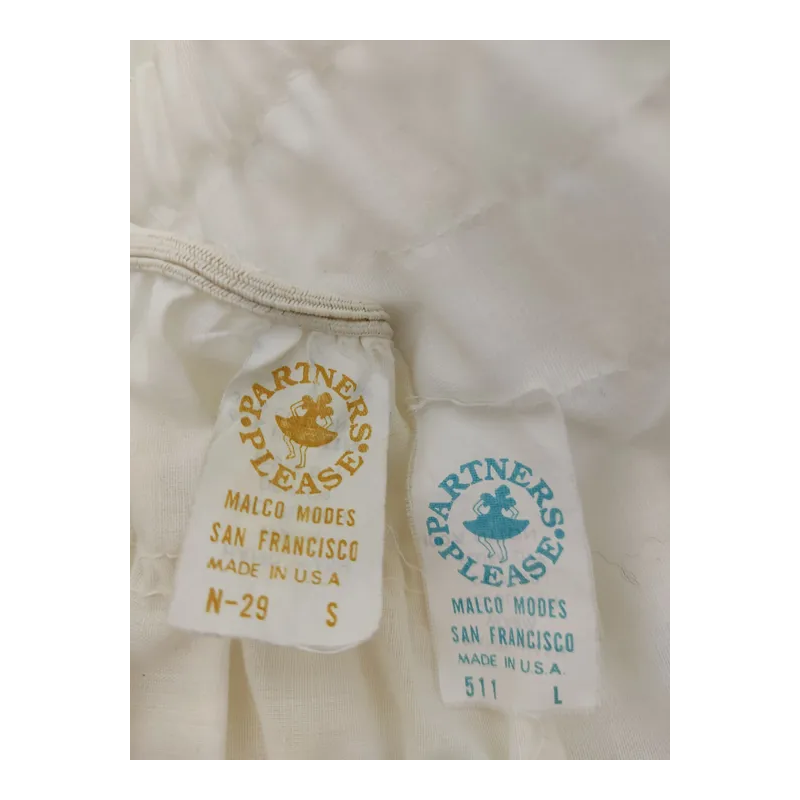 PARTNERS
PLEASE
MALCO MODES
SAN FRANCISCO
MADE IN U.S.A
N-29 S
PARTNERS
PLEASE
MALCO MODES
SAN FRANCISCO
MADE IN U.S.A.
511 L